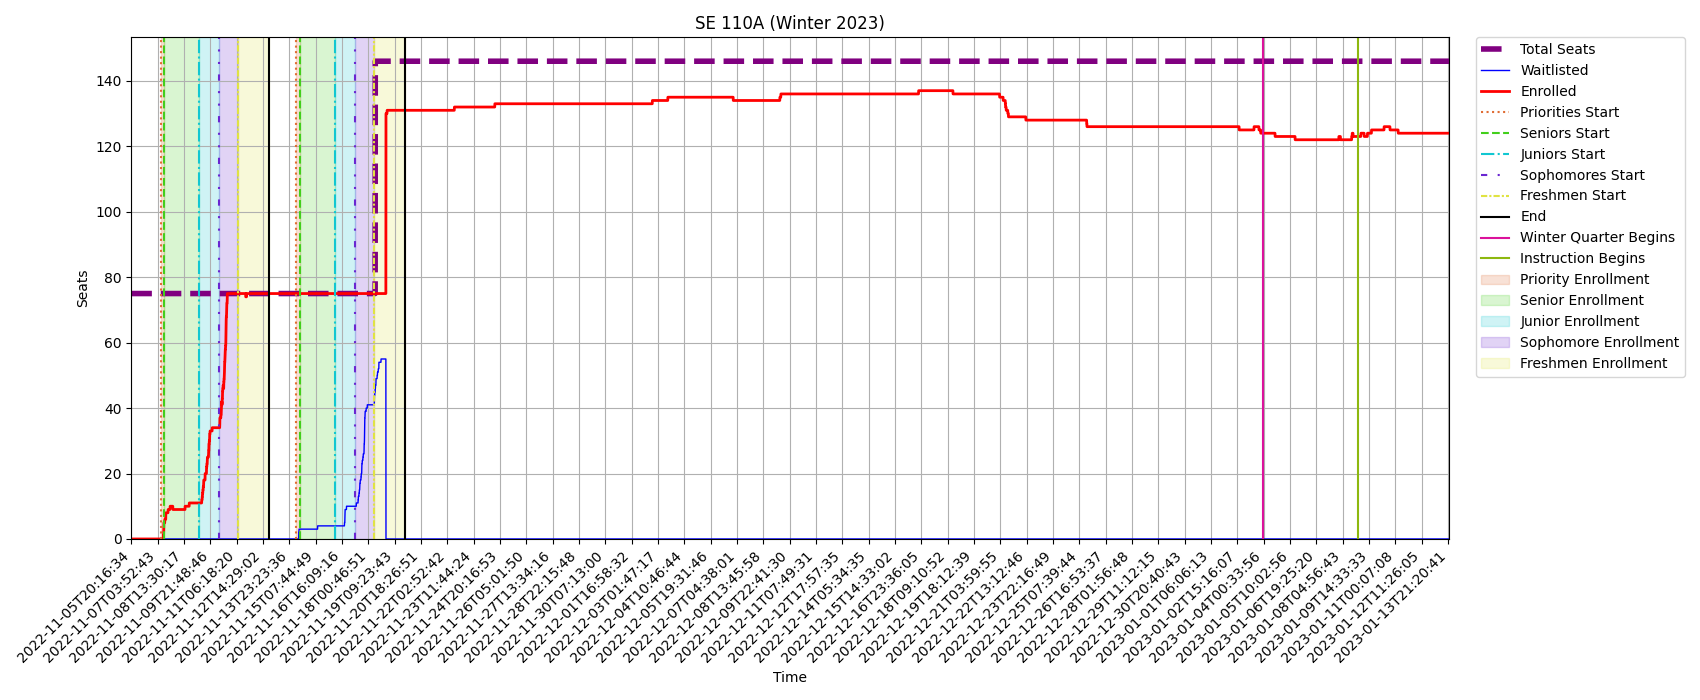 SE 110A (Winter 2023)
Seats
140
120
100
80
60
40
20
0
2022-11-05T20:16:34
2022-11-07T03:52:43
2022-11-08T13:30:17
2022-11-09T21:48:46
2022-11-11T06:18:20
2022-11-12T14:29:02
2022-11-13T23:23:36
2022-11-15T07:44:49
2022-11-16T16:09:16
2022-11-18T00:46:51
2022-11-19T09:23:43
2022-11-20T18:26:51
2022-11-22T02:52:42
2022-11-23T11:44:24
2022-11-24T20:16:53
2022-11-26T05:01:50
2022-11-27T13:34:16
2022-11-28T22:15:48
2022-11-30T07:13:00
2022-12-01T16:58:32
2022-12-03T01:47:17
2022-12-04T10:46:44
2022-12-05T19:31:46
2022-12-07T04:38:01
2022-12-08T13:45:58
2022-12-09T22:41:30
2022-12-11T07:49:31
2022-12-12T17:57:35
2022-12-14T05:34:35
2022-12-15T14:33:02
2022-12-16T23:36:05
2022-12-18T09:10:52
2022-12-19T18:12:39
2022-12-21T03:59:55
2022-12-22T13:12:46
2022-12-23T22:16:49
2022-12-25T07:39:44
2022-12-26T16:53:37
2022-12-28T01:56:48
2022-12-29T11:12:15
2022-12-30T20:40:43
2023-01-01T06:06:13
2023-01-02T15:16:07
2023-01-04T00:33:56
2023-01-05T10:02:56
2023-01-06T19:25:20
2023-01-08T04:56:43
2023-01-09T14:33:33
2023-01-11T00:07:08
2023-01-12T11:26:05
2023-01-13T21:20:41
Time
Total Seats
Waitlisted
Enrolled
Priorities Start
Seniors Start
Juniors Start
Sophomores Start
Freshmen Start
End
Winter Quarter Begins
Instruction Begins
Priority Enrollment
Senior Enrollment
Junior Enrollment
Sophomore Enrollment
Freshmen Enrollment